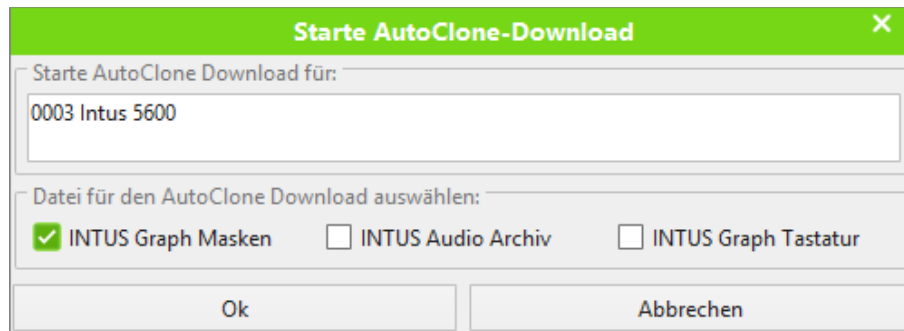 Starte AutoClone-Download
Starte AutoClone Download für:
0003 Intus 5600
Datei für den AutoClone Download auswählen:
INTUS Graph Masken INTUS Audio Archiv INTUS Graph Tastatur
Ok Abbrechen